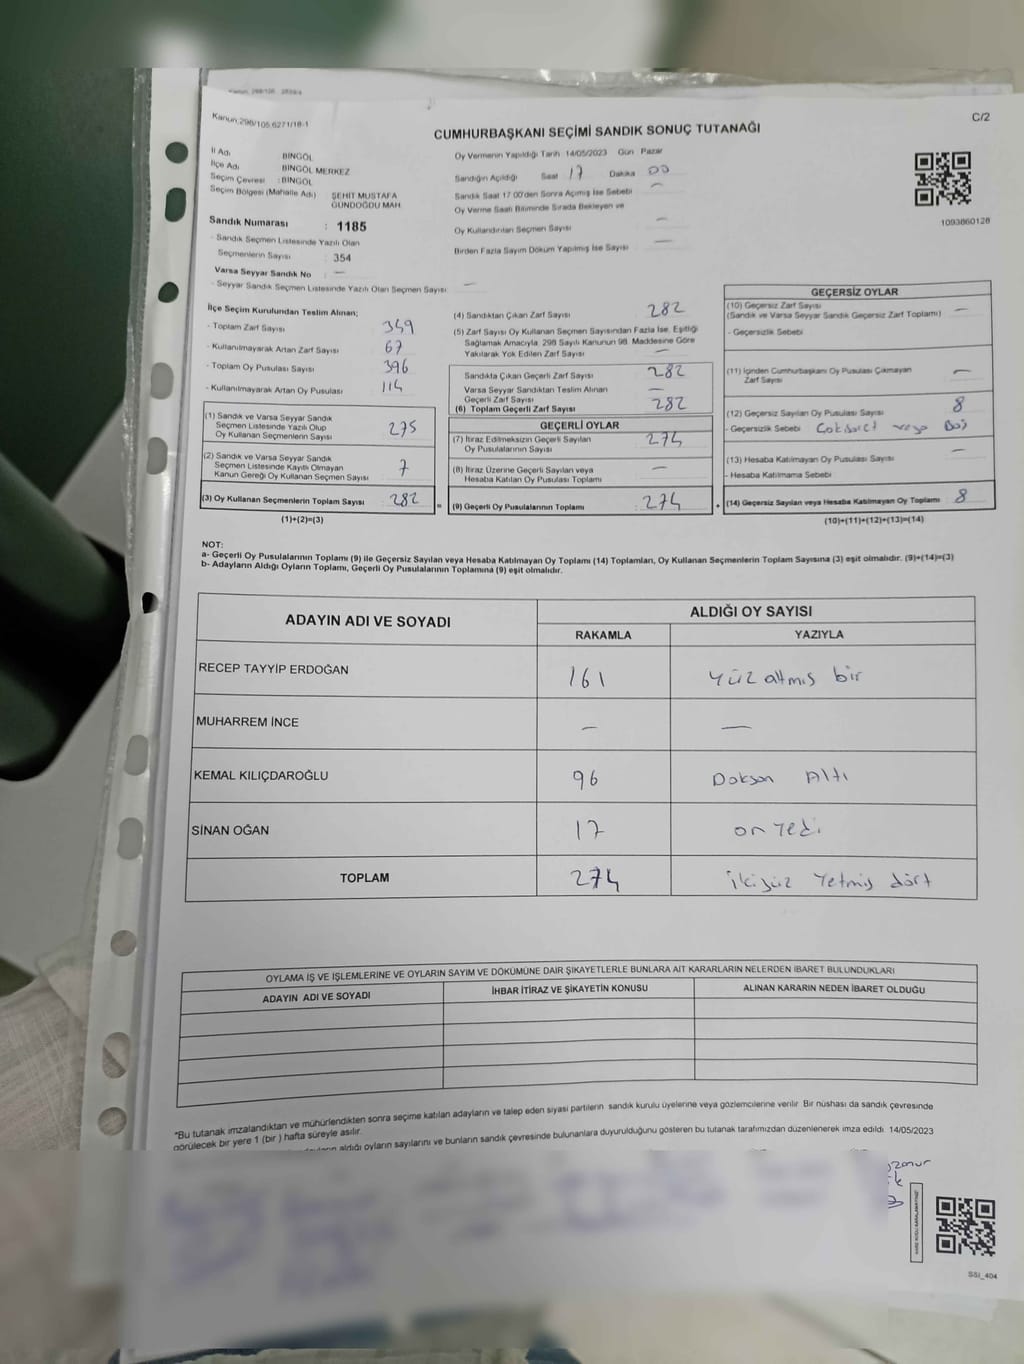 Kanun:298/105,6271/18-1
C/2
CUMHURBAŞKANI SEÇİMİ SANDIK SONUÇ TUTANAĞI
İl Adı BİNGÖL
İlçe Adı BİNGÖL MERKEZ
Seçim Çevresi : BİNGÖL
Seçim Bölgesi (Mahalle Adı) ŞEHİT MUSTAFA GÜNDOĞDU MAH.
Sandık Numarası : 1185
- Sandık Seçmen Listesinde Yazılı Olan
Seçmenlerin Sayısı : 354
Varsa Seyyar Sandık No : —
- Seyyar Sandık Seçmen Listesinde Yazılı Olan Seçmen Sayısı —
Oy Vermenin Yapıldığı Tarih 14/05/2023 Gün Pazar
Sandığın Açıldığı Saat 17 Dakika 00
Sandık Saat 17.00'den Sonra Açılmış İse Sebebi —
Oy Verme Saati Bitiminde Sırada Bekleyen ve
Oy Kullandırılan Seçmen Sayısı —
Birden Fazla Sayım Döküm Yapılmış İse Sayısı —
1093860128
İlçe Seçim Kurulundan Teslim Alınan;
- Toplam Zarf Sayısı 349
- Kullanılmayarak Artan Zarf Sayısı 67
- Toplam Oy Pusulası Sayısı 396
- Kullanılmayarak Artan Oy Pusulası 114
(1) Sandık ve Varsa Seyyar Sandık
Seçmen Listesinde Yazılı Olup
Oy Kullanan Seçmenlerin Sayısı 275
(2) Sandık ve Varsa Seyyar Sandık
Seçmen Listesinde Kayıtlı Olmayan
Kanun Gereği Oy Kullanan Seçmen Sayısı 7
(3) Oy Kullanan Seçmenlerin Toplam Sayısı 282
(1)+(2)=(3)
(4) Sandıktan Çıkan Zarf Sayısı 282
(5) Zarf Sayısı Oy Kullanan Seçmen Sayısından Fazla İse, Eşitliği
Sağlamak Amacıyla, 298 Sayılı Kanunun 98. Maddesine Göre
Yakılarak Yok Edilen Zarf Sayısı —
Sandıkta Çıkan Geçerli Zarf Sayısı 282
Varsa Seyyar Sandıktan Teslim Alınan
Geçerli Zarf Sayısı —
(6) Toplam Geçerli Zarf Sayısı 282
GEÇERLİ OYLAR
(7) İtiraz Edilmeksizin Geçerli Sayılan
Oy Pusulalarının Sayısı 274
(8) İtiraz Üzerine Geçerli Sayılan veya
Hesaba Katılan Oy Pusulası Toplamı —
= (9) Geçerli Oy Pusulalarının Toplamı 274
GEÇERSİZ OYLAR
(10) Geçersiz Zarf Sayısı
(Sandık ve Varsa Seyyar Sandık Geçersiz Zarf Toplamı) —
- Geçersizlik Sebebi
(11) İçinden Cumhurbaşkanı Oy Pusulası Çıkmayan
Zarf Sayısı —
(12) Geçersiz Sayılan Oy Pusulası Sayısı 8
- Geçersizlik Sebebi veya Boş
(13) Hesaba Katılmayan Oy Pusulası Sayısı —
- Hesaba Katılmama Sebebi
+ (14) Geçersiz Sayılan veya Hesaba Katılmayan Oy Toplamı 8
(10)+(11)+(12)+(13)=(14)
NOT:
a- Geçerli Oy Pusulalarının Toplamı (9) ile Geçersiz Sayılan veya Hesaba Katılmayan Oy Toplamı (14) Toplamları, Oy Kullanan Seçmenlerin Toplam Sayısına (3) eşit olmalıdır. (9)+(14)=(3)
b- Adayların Aldığı Oyların Toplamı, Geçerli Oy Pusulalarının Toplamına (9) eşit olmalıdır.
ADAYIN ADI VE SOYADI ALDIĞI OY SAYISI
RAKAMLA YAZIYLA
RECEP TAYYİP ERDOĞAN 161 Yüz altmış bir
MUHARREM İNCE — —
KEMAL KILIÇDAROĞLU 96 Doksan Altı
SİNAN OĞAN 17 on Yedi
TOPLAM 274 İkiyüz Yetmiş dört
OYLAMA İŞ VE İŞLEMLERİNE VE OYLARIN SAYIM VE DÖKÜMÜNE DAİR ŞİKAYETLERLE BUNLARA AİT KARARLARIN NELERDEN İBARET BULUNDUKLARI
ADAYIN ADI VE SOYADI İHBAR İTİRAZ VE ŞİKAYETİN KONUSU ALINAN KARARIN NEDEN İBARET OLDUĞU
*Bu tutanak imzalandıktan ve mühürlendikten sonra seçime katılan adayların ve talep eden siyasi partilerin sandık kurulu üyelerine veya gözlemcilerine verilir. Bir nüshası da sandık çevresinde
görülecek bir yere 1 (bir ) hafta süreyle asılır.
aldığı oyların sayılarını ve bunların sandık çevresinde bulunanlara duyurulduğunu gösteren bu tutanak tarafımızdan düzenlenerek imza edildi. 14/05/2023
SSİ_404